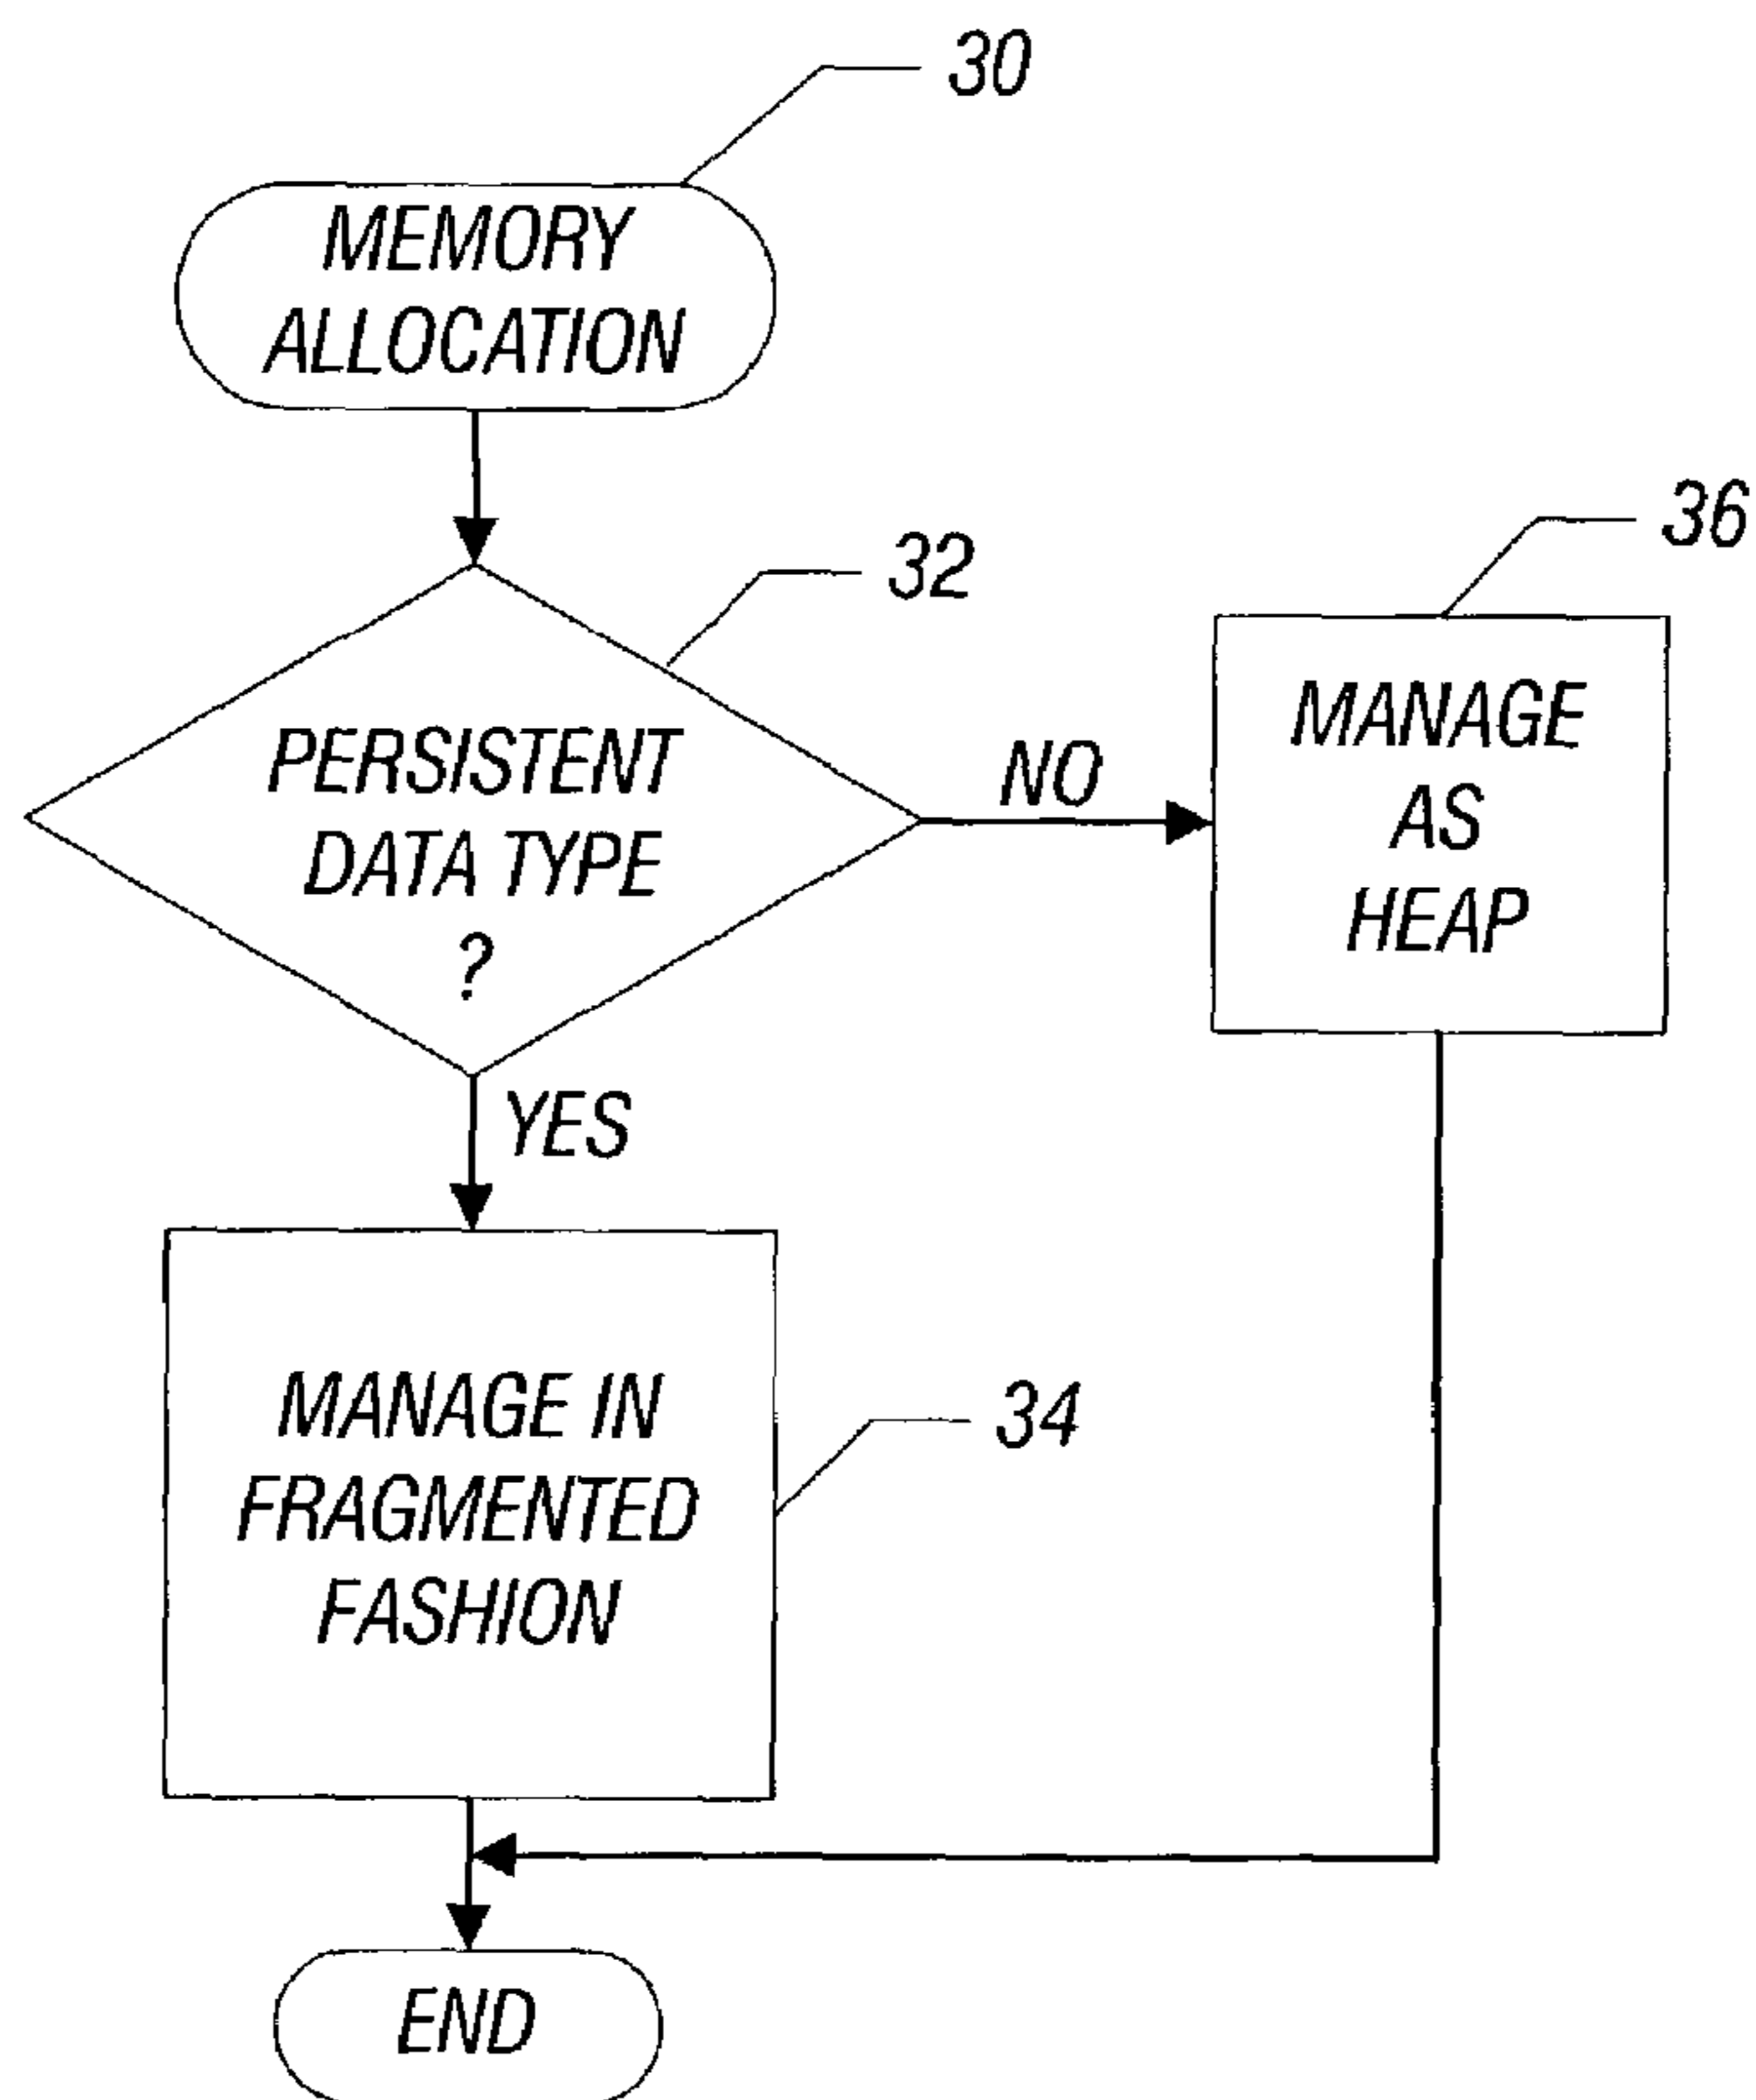 30
MEMORY
ALLOCATION
32
PERSISTENT
DATA TYPE
?
NO
36
MANAGE
AS
HEAP
YES
MANAGE IN
FRAGMENTED
FASHION
34
END